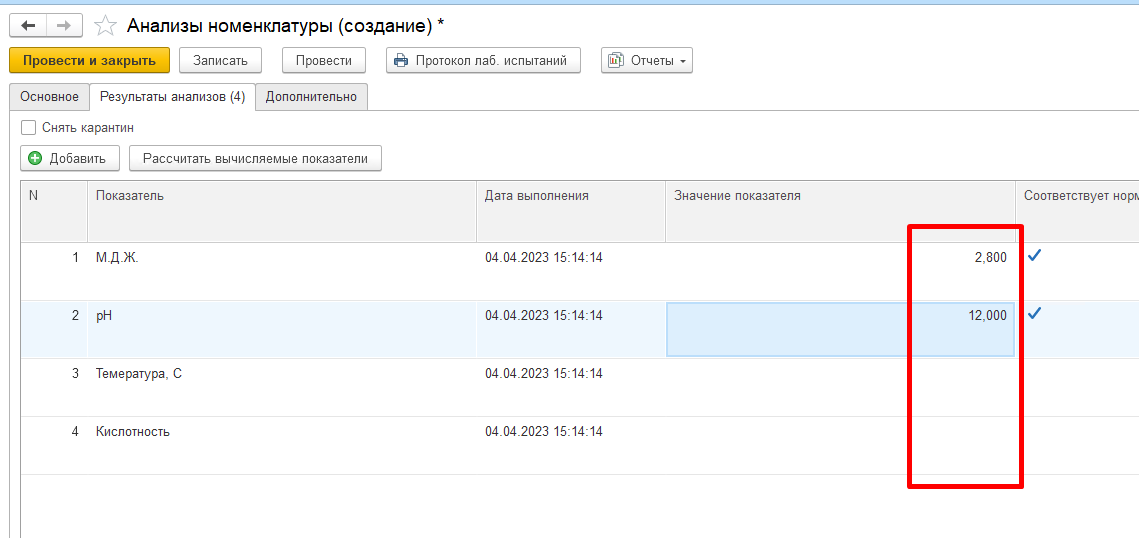 Анализы номенклатуры (создание) *
Провести и закрыть Записать Провести Протокол лаб. испытаний Отчеты
Основное Результаты анализов (4) Дополнительно
Снять карантин
Добавить Рассчитать вычисляемые показатели
N Показатель Дата выполнения Значение показателя Соответствует норм
1 М.Д.Ж. 04.04.2023 15:14:14 2,800
2 pH 04.04.2023 15:14:14 12,000
3 Темература, С 04.04.2023 15:14:14
4 Кислотность 04.04.2023 15:14:14